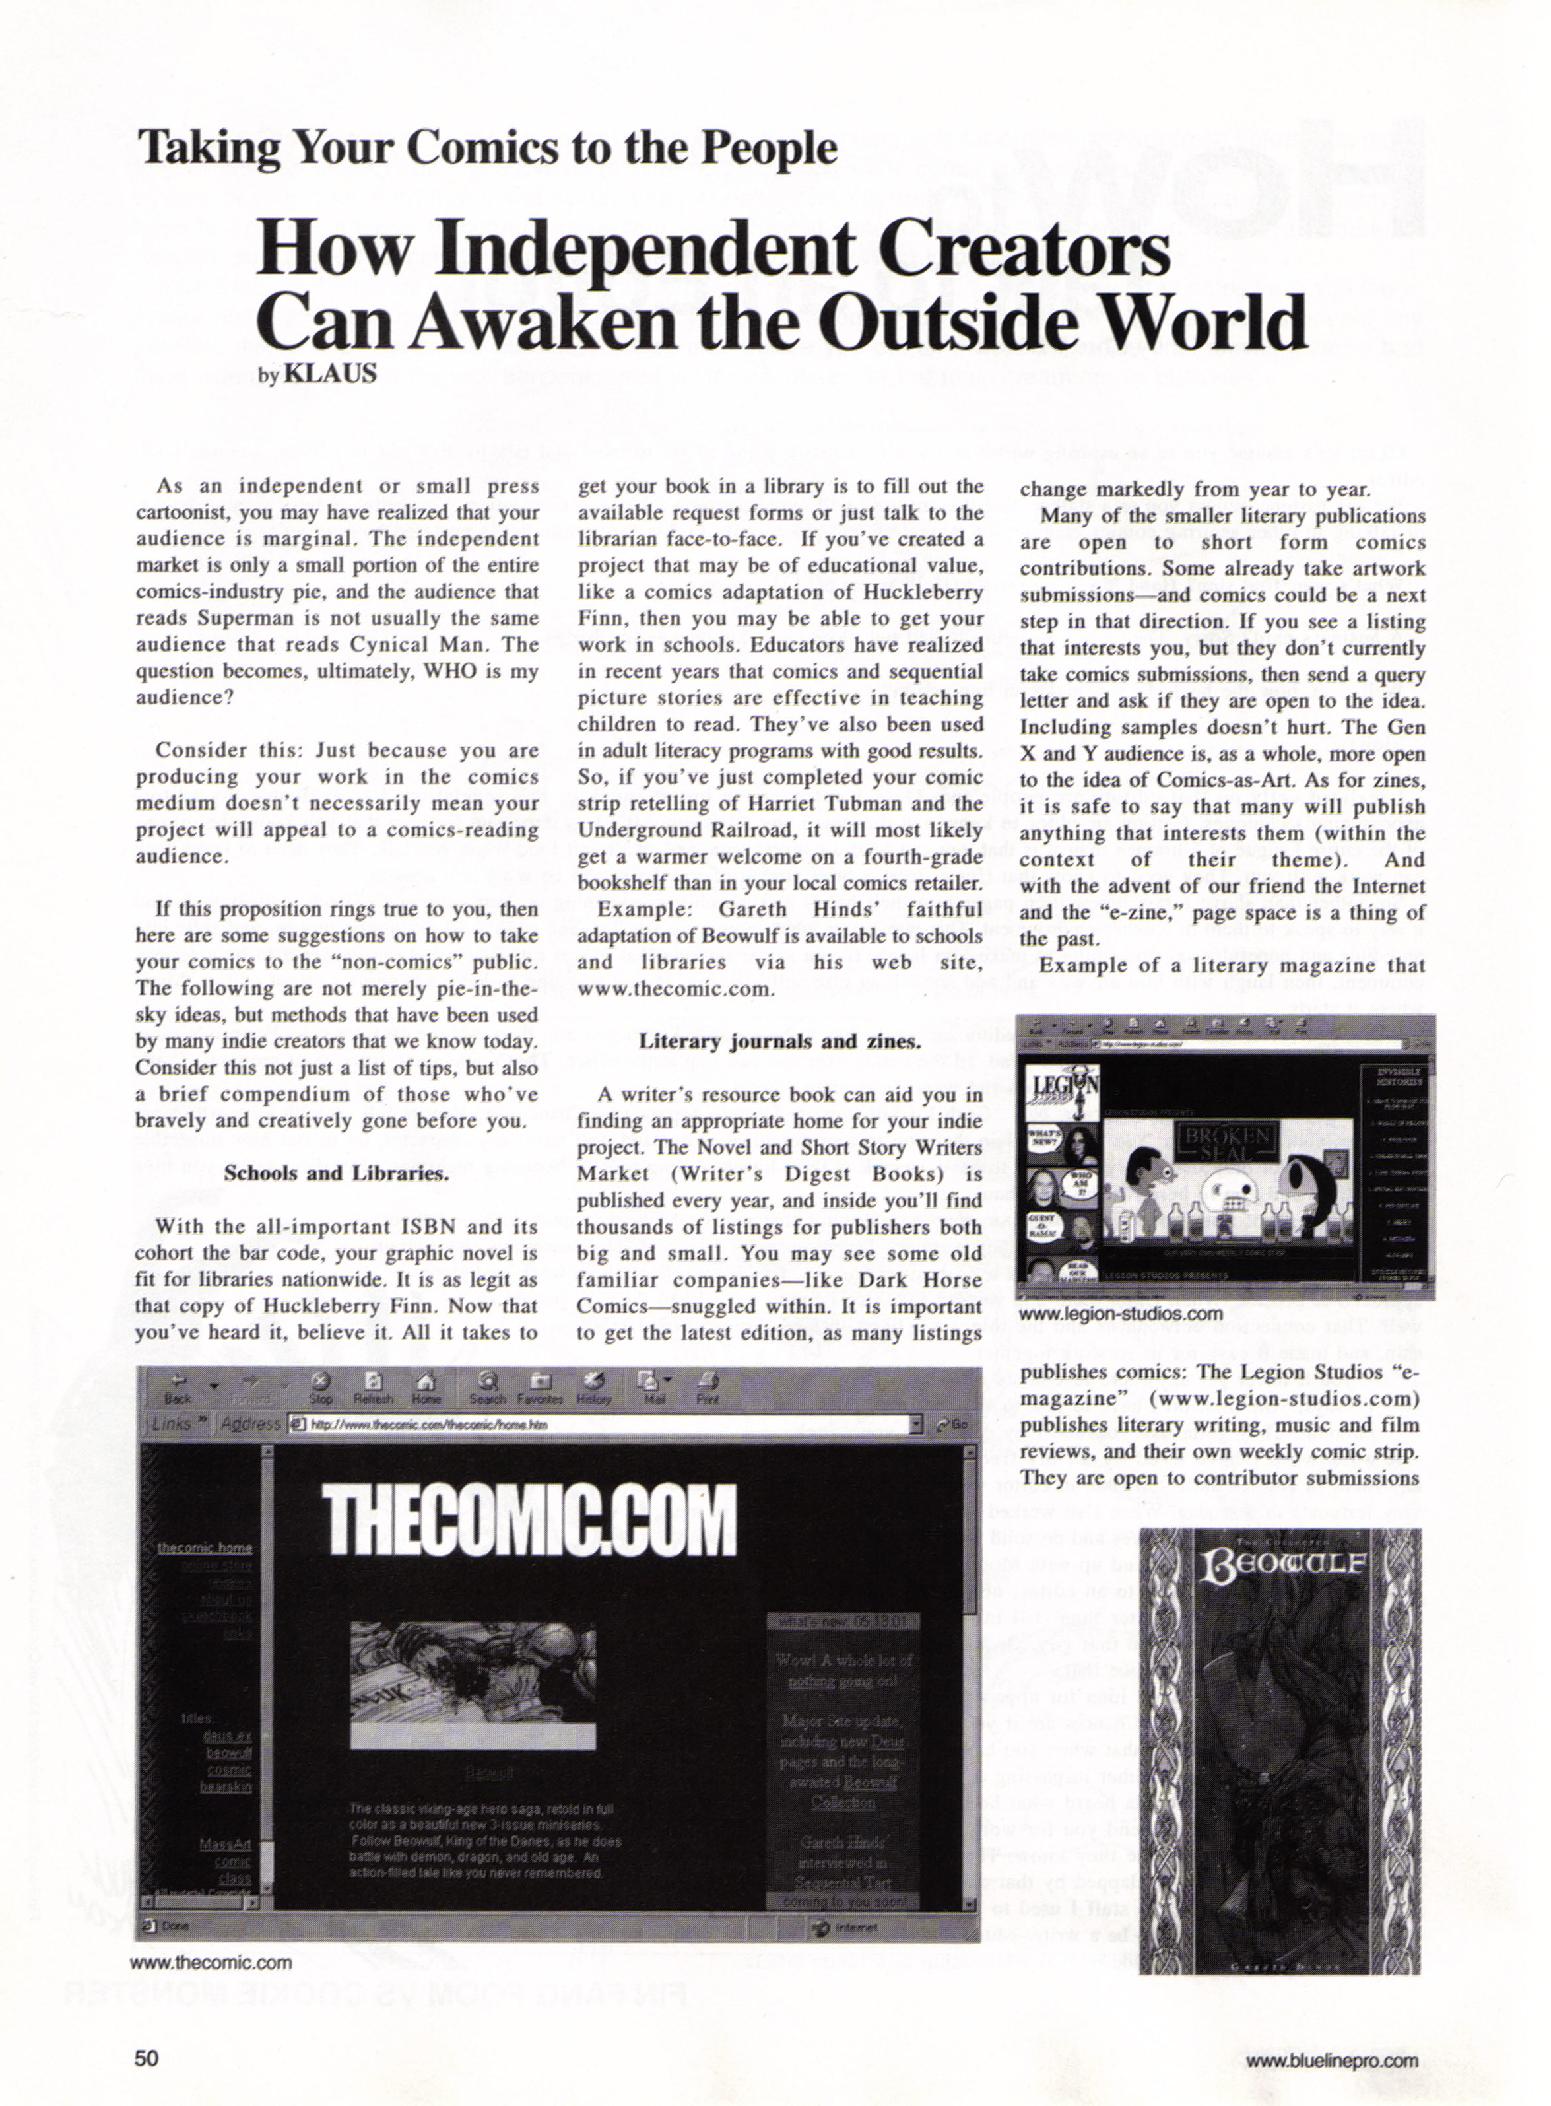 Taking Your Comics to the People
How Independent Creators
Can Awaken the Outside World
by KLAUS
As an independent or small press
cartoonist, you may have realized that your
audience is marginal. The independent
market is only a small portion of the entire
comics-industry pie, and the audience that
reads Superman is not usually the same
audience that reads Cynical Man. The
question becomes, ultimately, WHO is my
audience?
Consider this: Just because you are
producing your work in the comics
medium doesn't necessarily mean your
project will appeal to a comics-reading
audience.
If this proposition rings true to you, then
here are some suggestions on how to take
your comics to the “non-comics” public.
The following are not merely pie-in-the-
sky ideas, but methods that have been used
by many indie creators that we know today.
Consider this not just a list of tips, but also
a brief compendium of those who've
bravely and creatively gone before you.
Schools and Libraries.
With the all-important ISBN and its
cohort the bar code, your graphic novel is
fit for libraries nationwide. It is as legit as
that copy of Huckleberry Finn. Now that
you've heard it, believe it. All it takes to
get your book in a library is to fill out the
available request forms or just talk to the
librarian face-to-face. If you've created a
project that may be of educational value,
like a comics adaptation of Huckleberry
Finn, then you may be able to get your
work in schools. Educators have realized
in recent years that comics and sequential
picture stories are effective in teaching
children to read. They've also been used
in adult literacy programs with good results.
So, if you've just completed your comic
strip retelling of Harriet Tubman and the
Underground Railroad, it will most likely
get a warmer welcome on a fourth-grade
bookshelf than in your local comics retailer.
Example: Gareth Hinds' faithful
adaptation of Beowulf is available to schools
and libraries via his web site,
www.thecomic.com.
Literary journals and zines.
A writer's resource book can aid you in
finding an appropriate home for your indie
project. The Novel and Short Story Writers
Market (Writer's Digest Books) is
published every year, and inside you'll find
thousands of listings for publishers both
big and small. You may see some old
familiar companies—like Dark Horse
Comics—snuggled within. It is important
to get the latest edition, as many listings
change markedly from year to year.
Many of the smaller literary publications
are open to short form comics
contributions. Some already take artwork
submissions—and comics could be a next
step in that direction. If you see a listing
that interests you, but they don't currently
take comics submissions, then send a query
letter and ask if they are open to the idea.
Including samples doesn't hurt. The Gen
X and Y audience is, as a whole, more open
to the idea of Comics-as-Art. As for zines,
it is safe to say that many will publish
anything that interests them (within the
context of their theme). And
with the advent of our friend the Internet
and the “e-zine,” page space is a thing of
the past.
Example of a literary magazine that
LEGION
STUDIOS
LEGION STUDIOS PRESENTS
INVISIBLE
HISTORIES
WHAT'S
NEW?
WHO
AM
I?
GUEST
O-
RAMA!
READ
OUR
BROKEN
SEAL
OUR VERY OWN WEEKLY COMIC STRIP
LEGION STUDIOS PRESENTS
www.legion-studios.com
publishes comics: The Legion Studios “e-
magazine” (www.legion-studios.com)
publishes literary writing, music and film
reviews, and their own weekly comic strip.
They are open to contributor submissions
Back Forward Stop Refresh Home Search Favorites History Mail Print
Links » Address http://www.thecomic.com/thecomic/home.htm Go
THECOMIC.COM
thecomic home
about us
sketchbook
links
titles:
deus ex
beowulf
cosmic
bearskin
MassArt
comic
class
Beowulf
The classic viking-age hero saga, retold in full
color as a beautiful new 3-issue miniseries.
Follow Beowulf, King of the Danes, as he does
battle with demon, dragon, and old age. An
action-filled tale like you never remembered.
what's new: 05.13.01
Wow! A whole lot of
nothing going on!
Major Site update,
including new Deus
pages and the long-
awaited Beowulf
Collection
Gareth Hinds'
interviewed in
Sequential Tart
coming to you soon!
Done
Internet
www.thecomic.com
BEOWULF
Gareth Hinds
50
www.bluelinepro.com